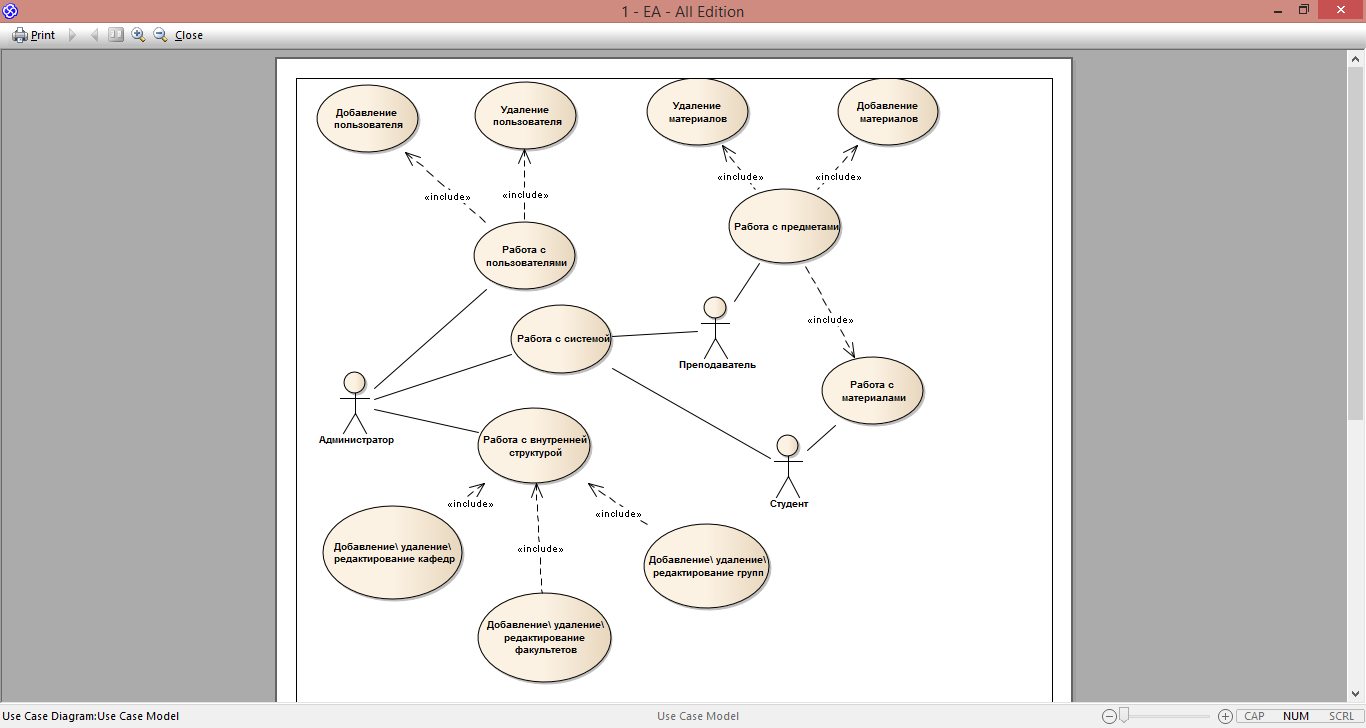 1 - EA - All Edition
Print
Close
Добавление
пользователя
Удаление
пользователя
Удаление
материалов
Добавление
материалов
«include»
«include»
«include»
«include»
Работа с
пользователями
Работа с предметами
«include»
Работа с системой
Преподаватель
Работа с
материалами
Администратор
Работа с внутренней
структурой
Студент
«include»
«include»
«include»
Добавление\ удаление\
редактирование кафедр
Добавление\ удаление\
редактирование групп
Добавление\ удаление\
редактирование
факультетов
Use Case Diagram:Use Case Model
Use Case Model
CAP
NUM
SCRL